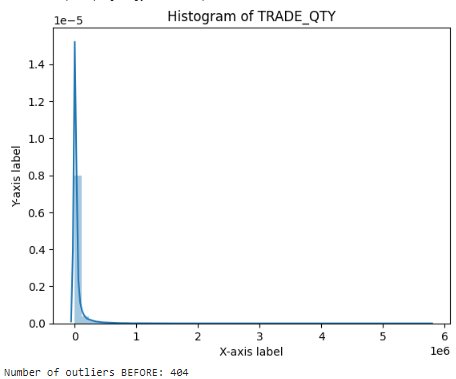 Histogram of TRADE_QTY
1e−5
1.4
1.2
1.0
0.8
0.6
0.4
0.2
0.0
Y-axis label
0 1 2 3 4 5 6
1e6
X-axis label
Number of outliers BEFORE: 404